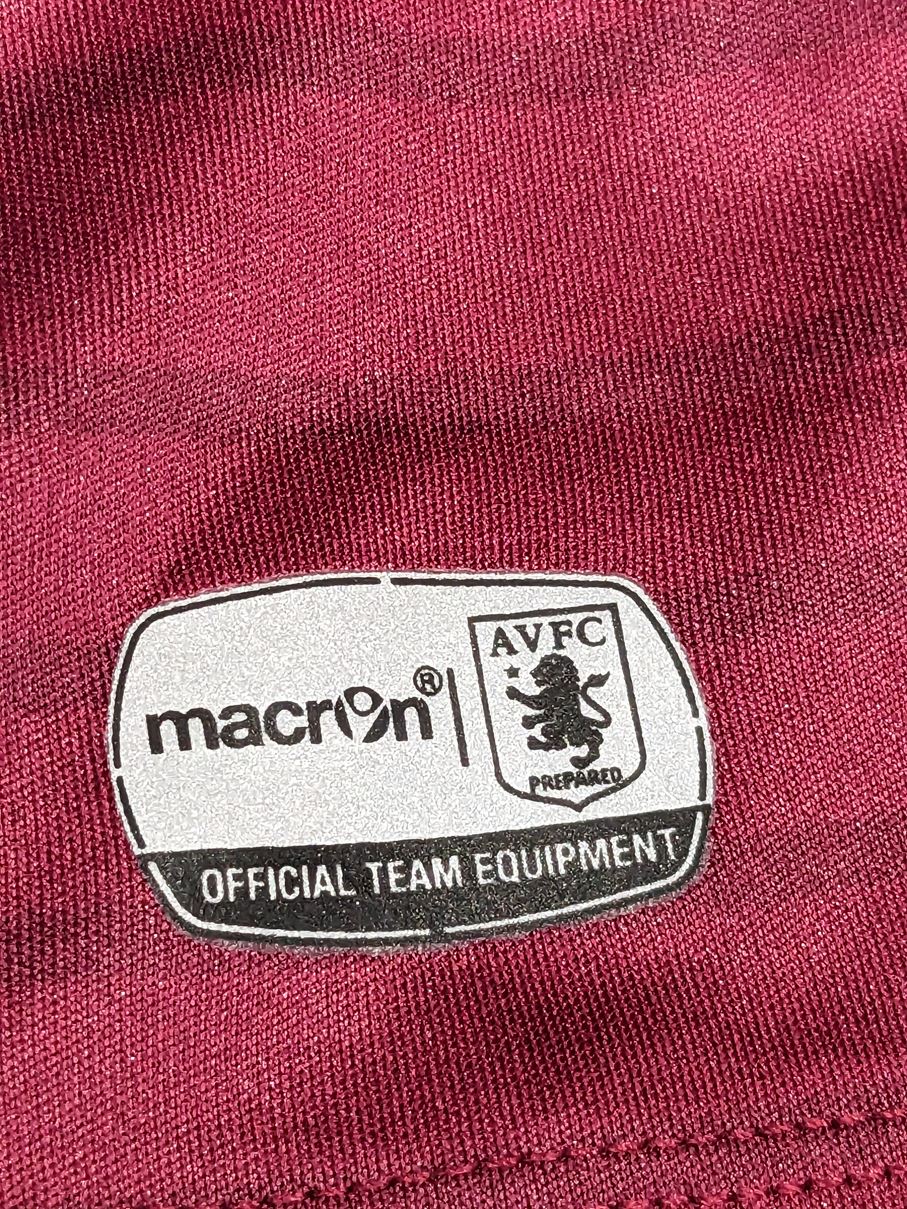 macron®
AVFC
PREPARED
OFFICIAL TEAM EQUIPMENT